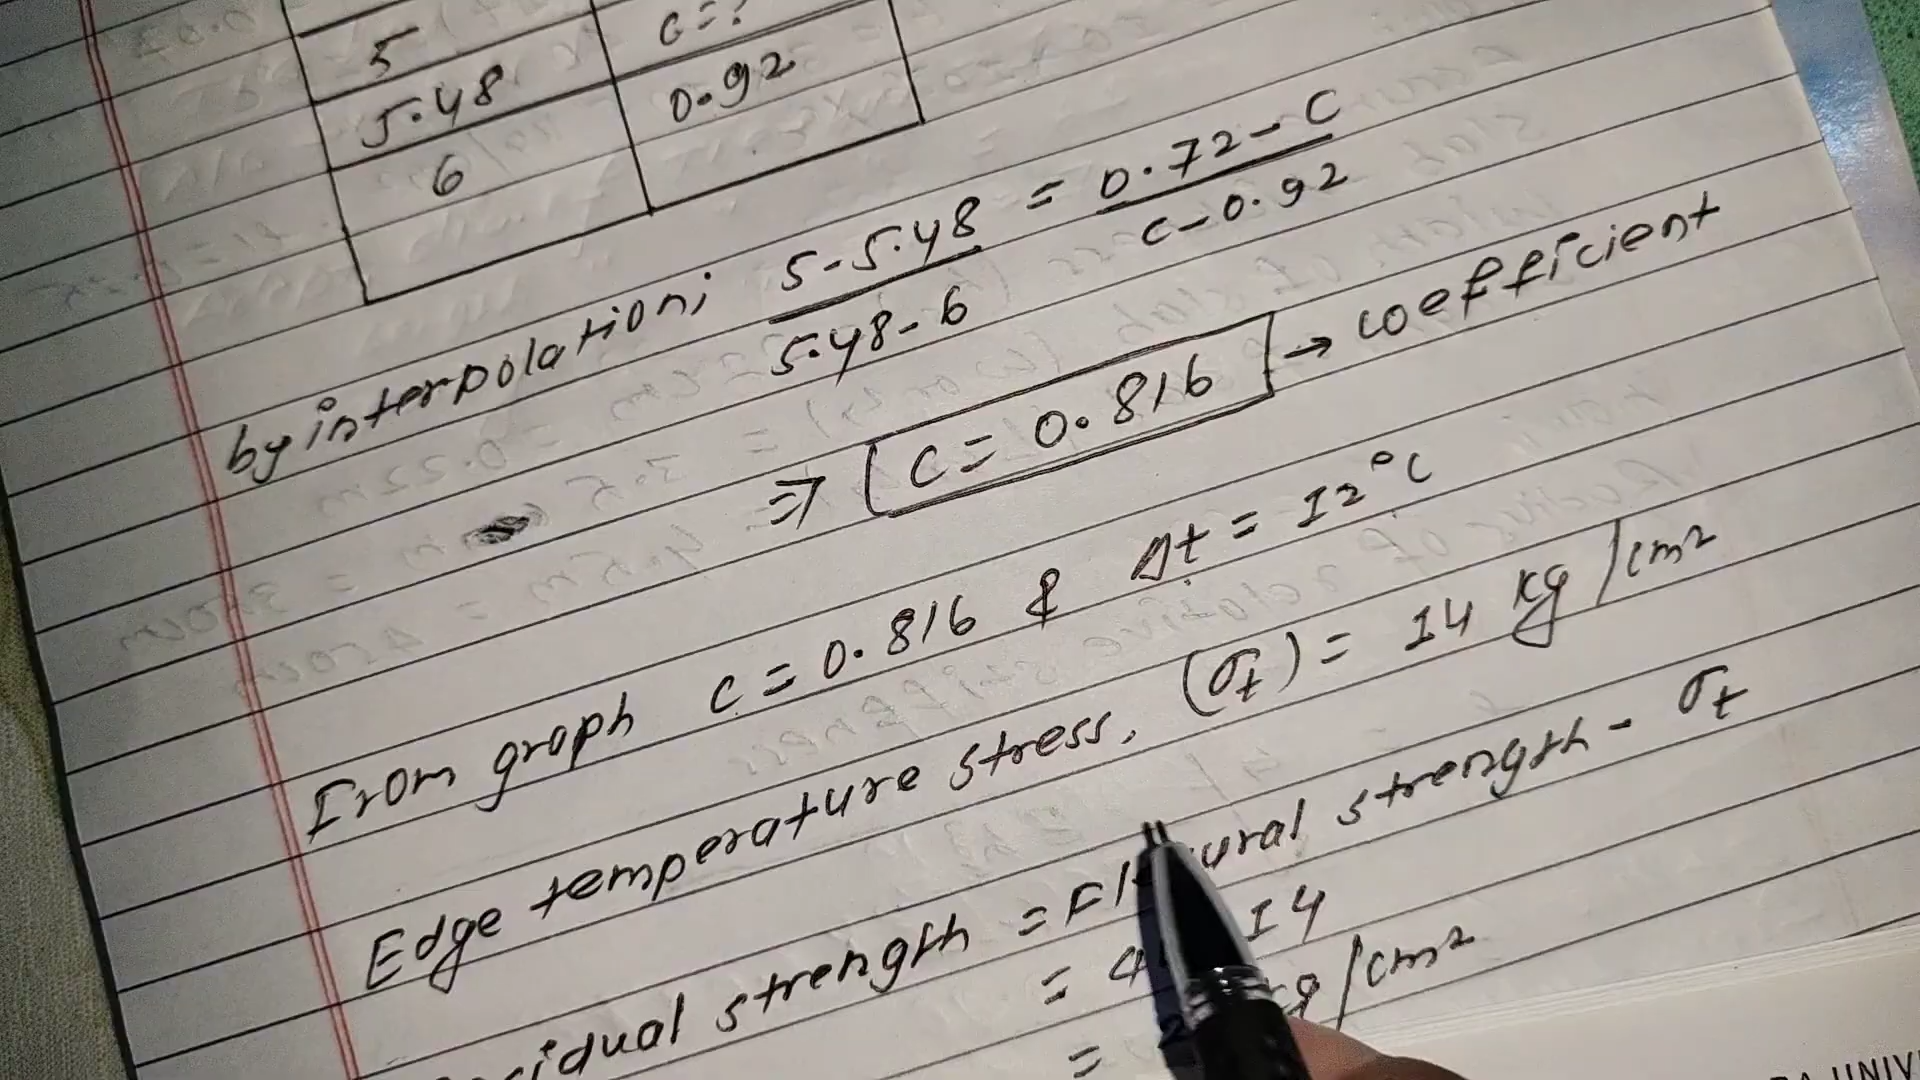 5 c=?
5.48 0.92
6
by interpolation; 5-5.48 / 5.48-6 = 0.72-C / C-0.92
⇒ C = 0.816 → coefficient
From graph C = 0.816 & Δt = 12°C
Edge temperature stress, (σt) = 14 kg/cm²
strength = Flexural strength - σt
14
/cm²